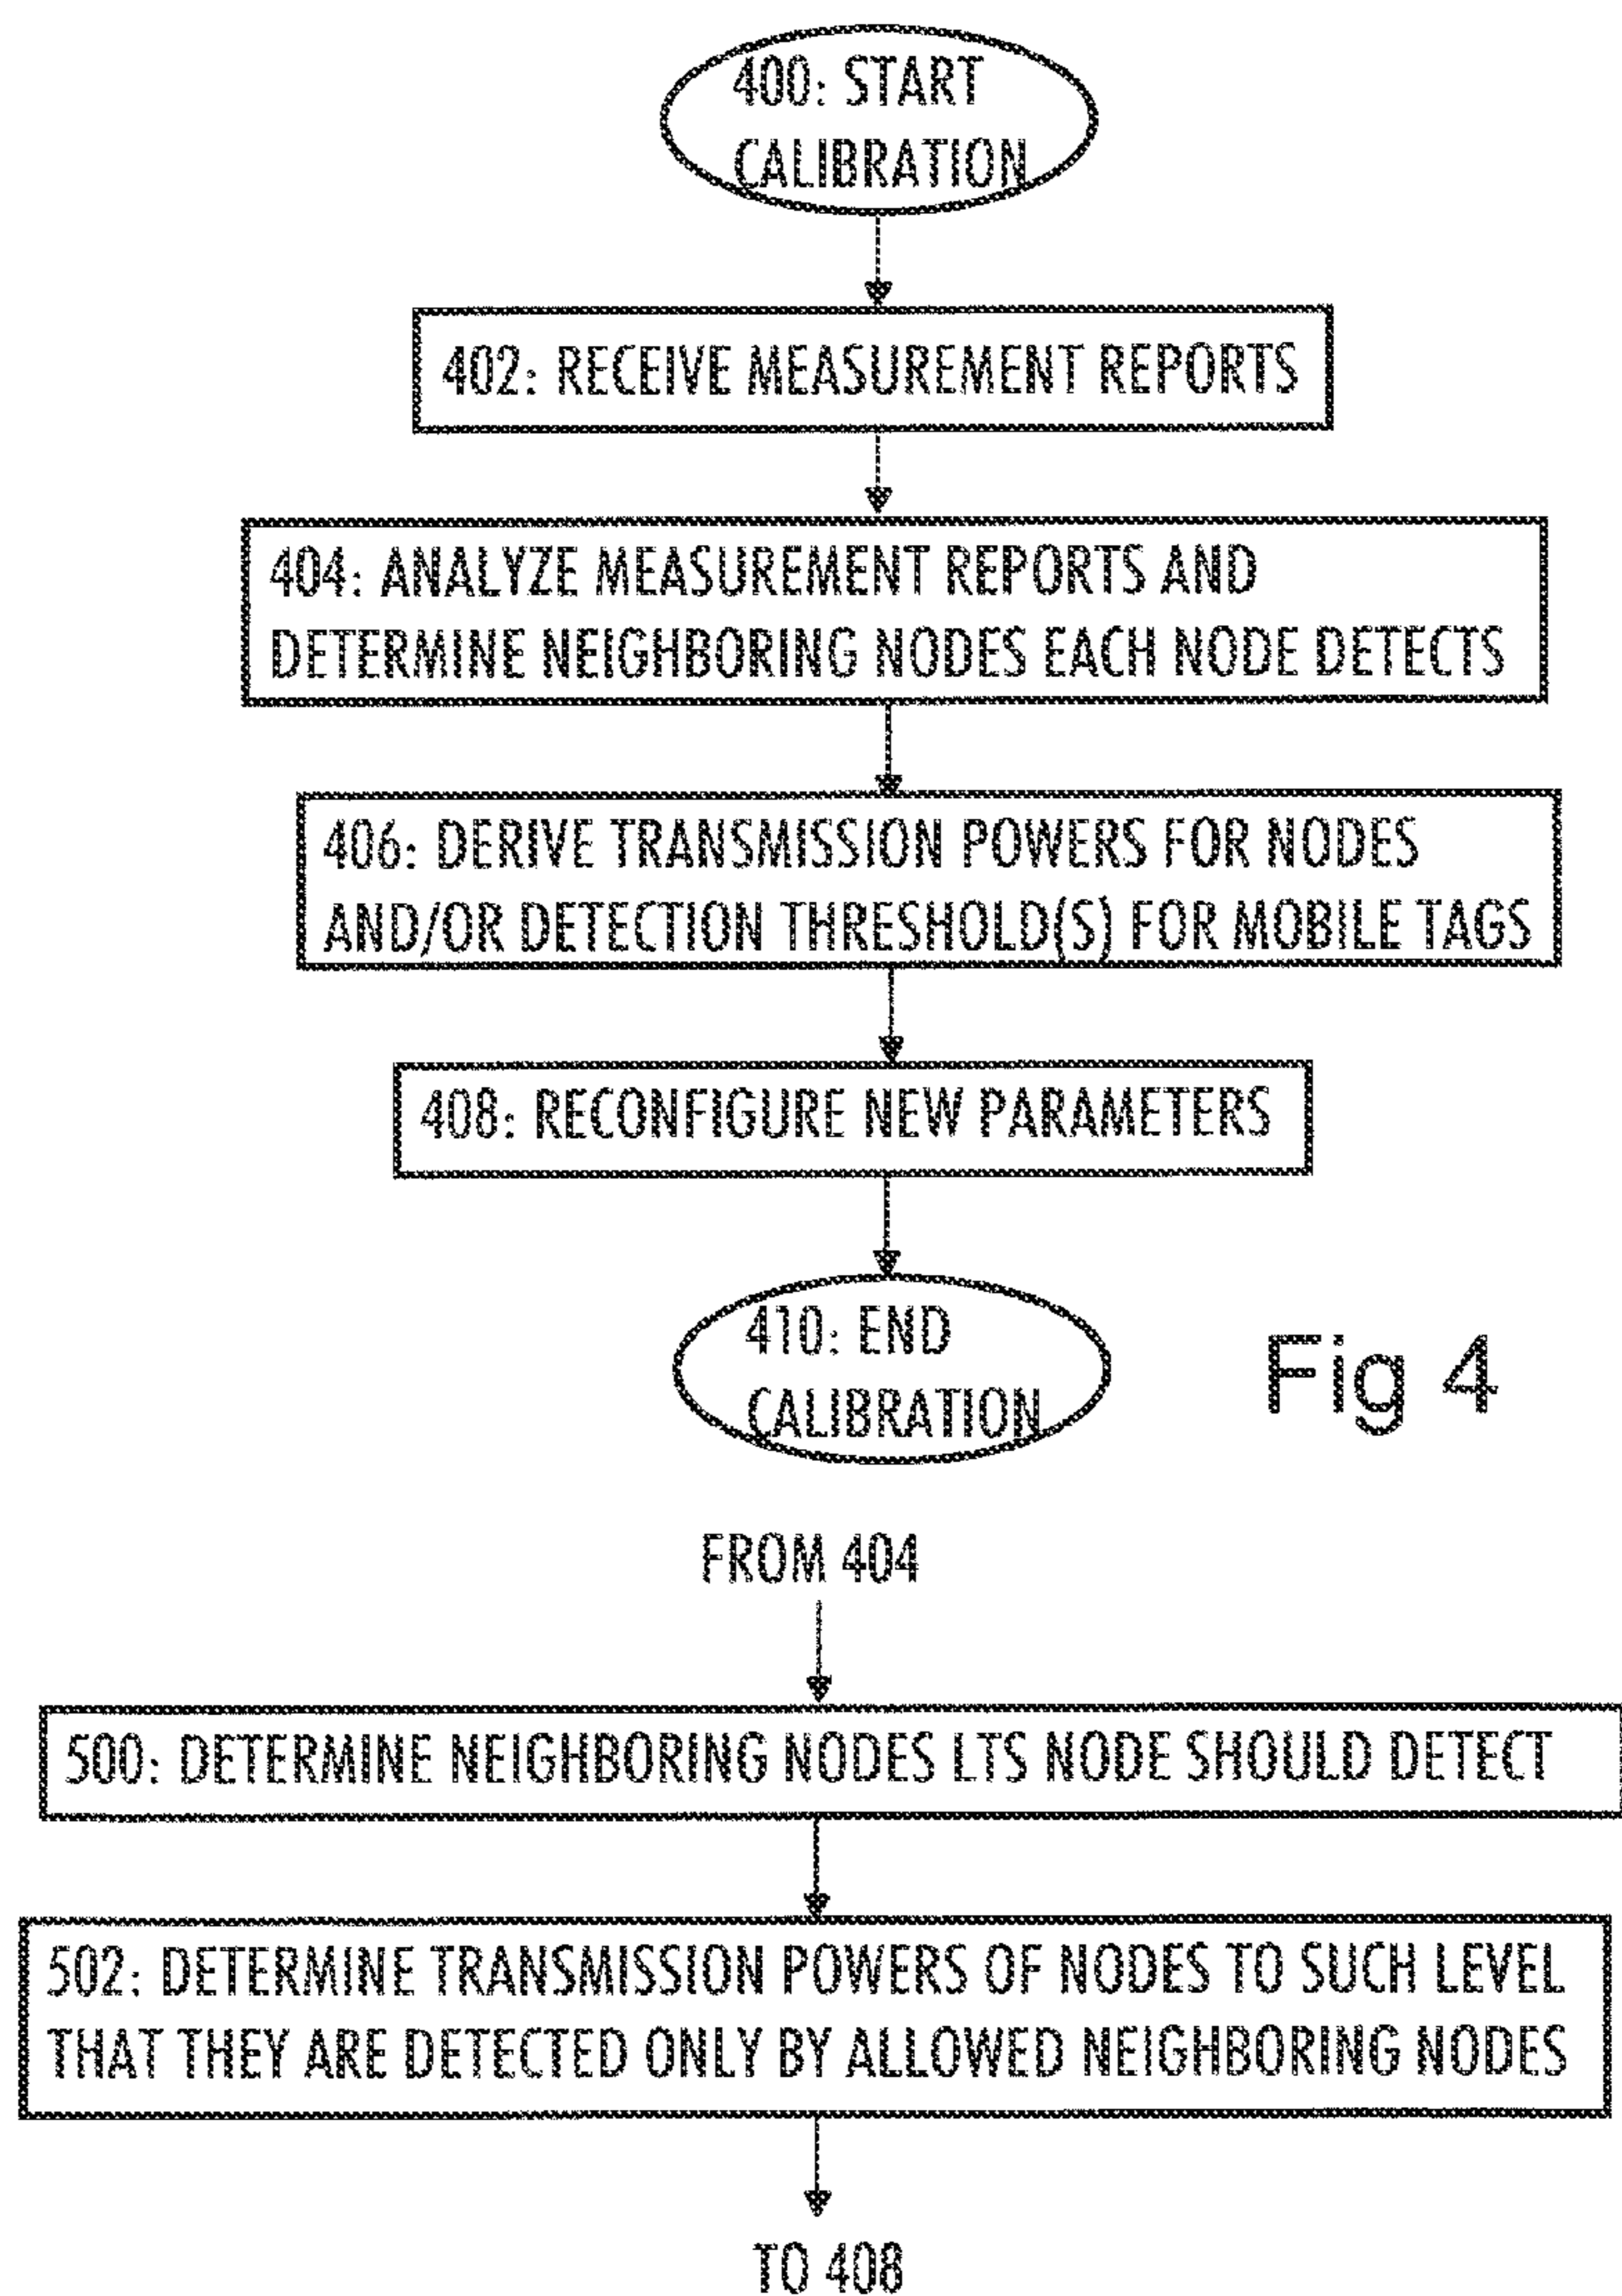 400: START
CALIBRATION
402: RECEIVE MEASUREMENT REPORTS
404: ANALYZE MEASUREMENT REPORTS AND
DETERMINE NEIGHBORING NODES EACH NODE DETECTS
406: DERIVE TRANSMISSION POWERS FOR NODES
AND/OR DETECTION THRESHOLD(S) FOR MOBILE TAGS
408: RECONFIGURE NEW PARAMETERS
410: END
CALIBRATION
Fig 4
FROM 404
500: DETERMINE NEIGHBORING NODES LTS NODE SHOULD DETECT
502: DETERMINE TRANSMISSION POWERS OF NODES TO SUCH LEVEL
THAT THEY ARE DETECTED ONLY BY ALLOWED NEIGHBORING NODES
TO 408